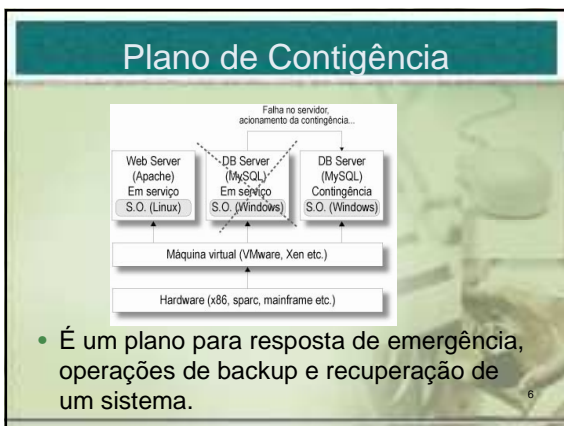 Plano de Contigência
Falha no servidor,
acionamento da contingência...
Web Server
(Apache)
Em serviço
S.O. (Linux)
DB Server
(MySQL)
Em serviço
S.O. (Windows)
DB Server
(MySQL)
Contingência
S.O. (Windows)
Máquina virtual (VMware, Xen etc.)
Hardware (x86, sparc, mainframe etc.)
• É um plano para resposta de emergência,
operações de backup e recuperação de
um sistema.
6